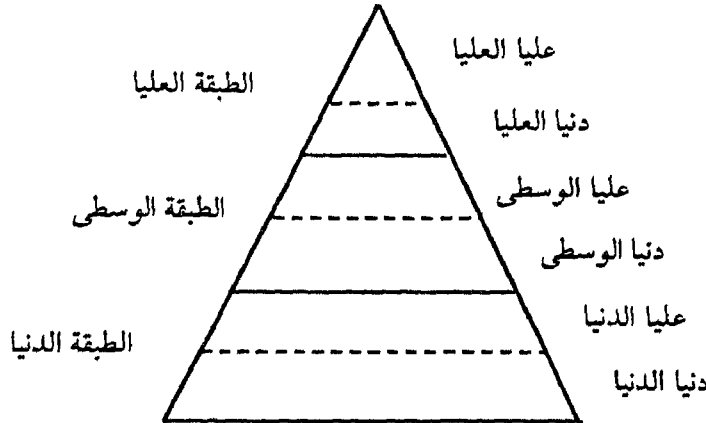 عليا العليا
الطبقة العليا
دنيا العليا
عليا الوسطى
الطبقة الوسطى
دنيا الوسطى
عليا الدنيا
الطبقة الدنيا
دنيا الدنيا